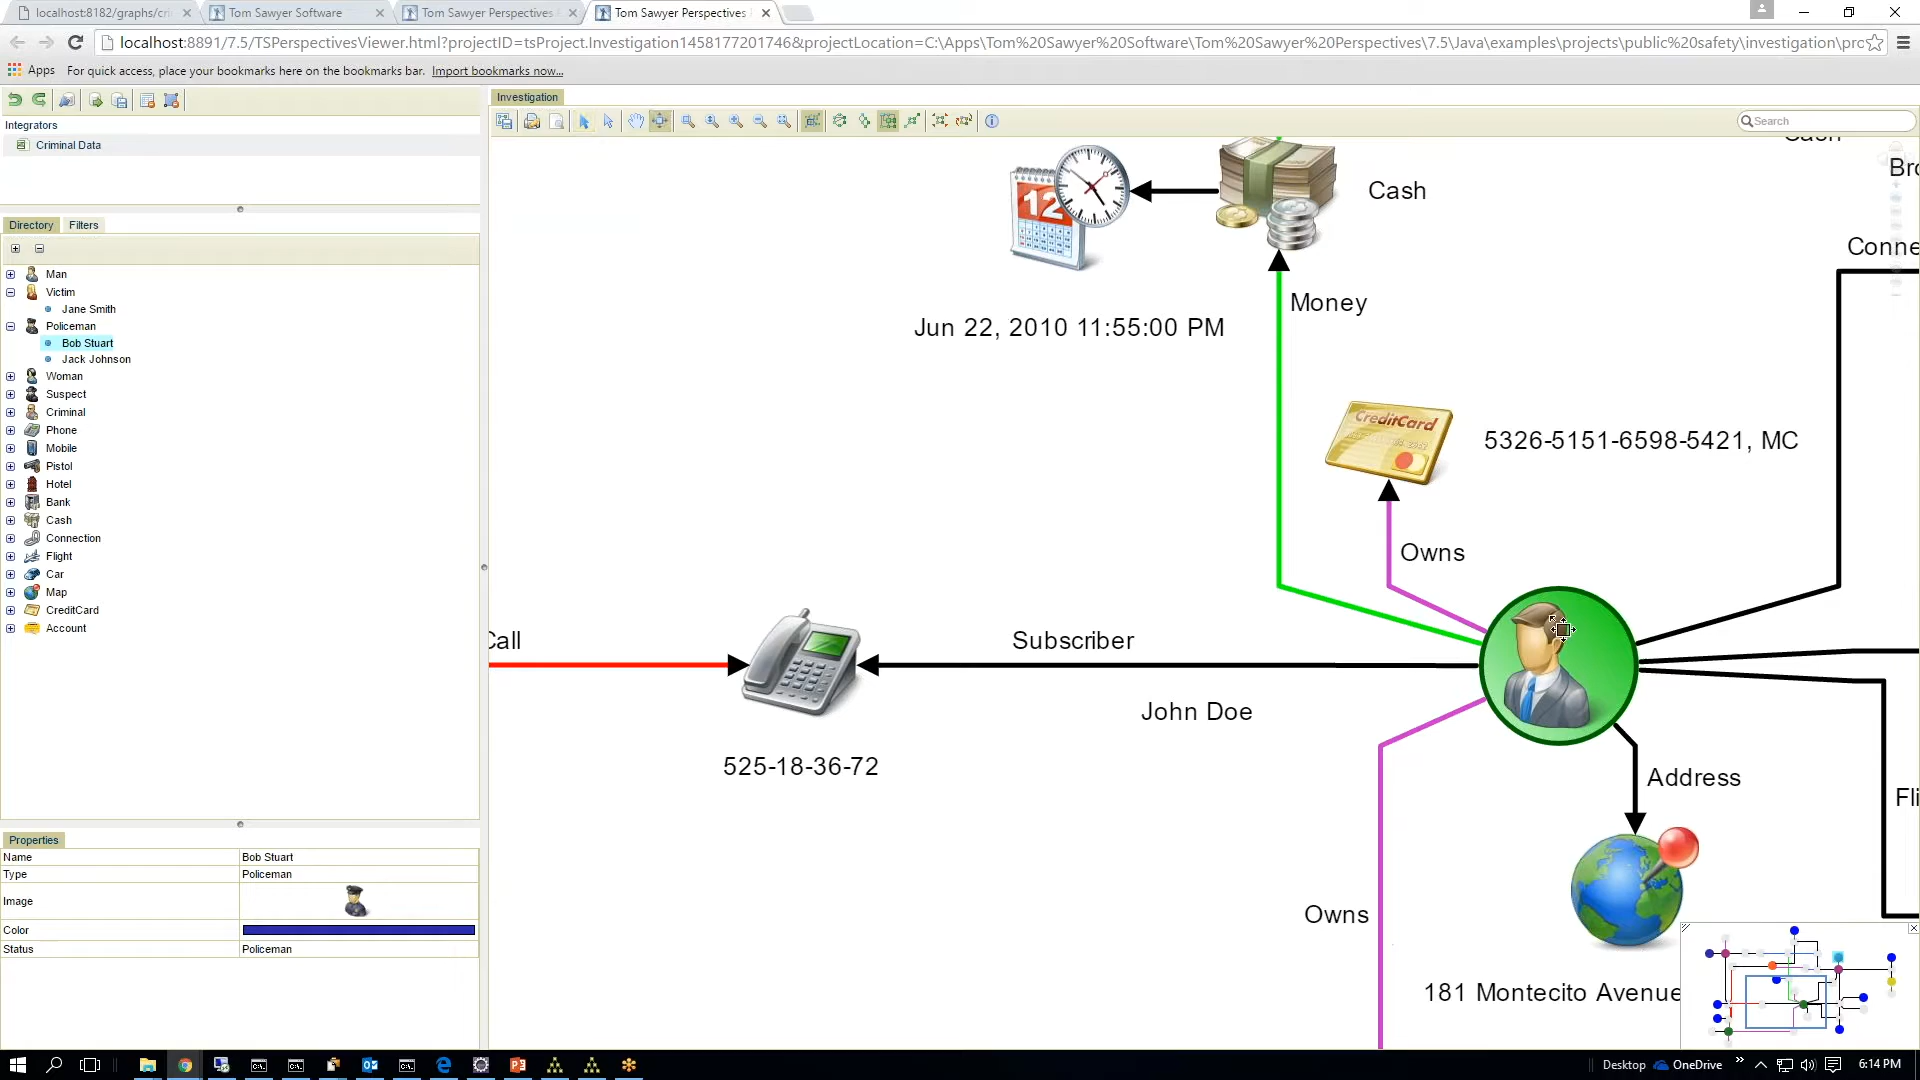 localhost:8182/graphs/cri
Tom Sawyer Software
Tom Sawyer Perspectives
Tom Sawyer Perspectives
localhost:8891/7.5/TSPerspectivesViewer.html?projectID=tsProject.Investigation1458177201746&projectLocation=C:\Apps\Tom%20Sawyer%20Software\Tom%20Sawyer%20Perspectives\7.5\Java\examples\projects\public%20safety\investigation\pro
Apps
For quick access, place your bookmarks here on the bookmarks bar. Import bookmarks now...
Integrators
Criminal Data
Directory
Filters
Man
Victim
Jane Smith
Policeman
Bob Stuart
Jack Johnson
Woman
Suspect
Criminal
Phone
Mobile
Pistol
Hotel
Bank
Cash
Connection
Flight
Car
Map
CreditCard
Account
Properties
Name Bob Stuart
Type Policeman
Image
Color
Status Policeman
Investigation
Search
Cash
Bro
12
Cash
Conne
Money
Jun 22, 2010 11:55:00 PM
CreditCard
5326-5151-6598-5421, MC
Owns
Call
Subscriber
John Doe
525-18-36-72
Address
Fli
Owns
181 Montecito Avenue
Desktop
OneDrive
6:14 PM